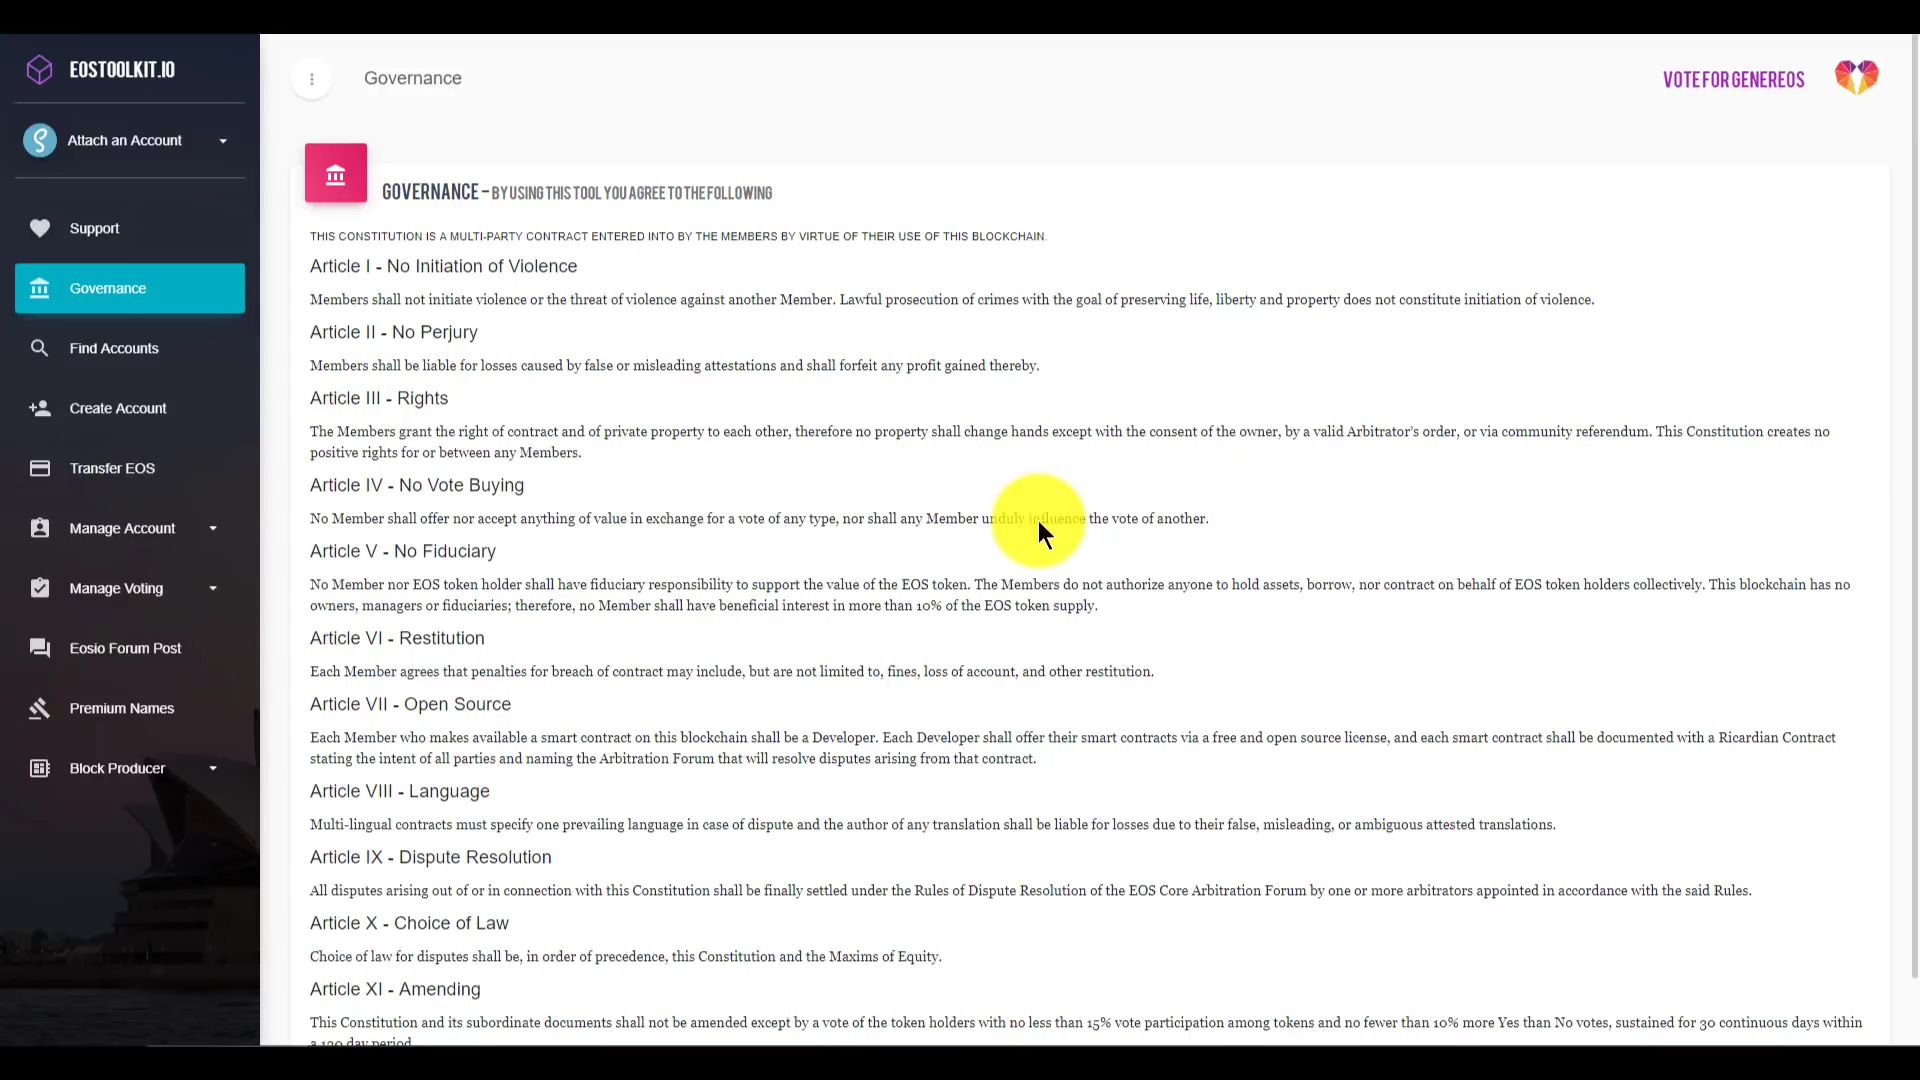 EOSTOOLKIT.IO
Attach an Account
Support
Governance
Find Accounts
Create Account
Transfer EOS
Manage Account
Manage Voting
Eosio Forum Post
Premium Names
Block Producer
Governance
VOTE FOR GENEREOS
GOVERNANCE - BY USING THIS TOOL YOU AGREE TO THE FOLLOWING
THIS CONSTITUTION IS A MULTI-PARTY CONTRACT ENTERED INTO BY THE MEMBERS BY VIRTUE OF THEIR USE OF THIS BLOCKCHAIN.
Article I - No Initiation of Violence
Members shall not initiate violence or the threat of violence against another Member. Lawful prosecution of crimes with the goal of preserving life, liberty and property does not constitute initiation of violence.
Article II - No Perjury
Members shall be liable for losses caused by false or misleading attestations and shall forfeit any profit gained thereby.
Article III - Rights
The Members grant the right of contract and of private property to each other, therefore no property shall change hands except with the consent of the owner, by a valid Arbitrator's order, or via community referendum. This Constitution creates no
positive rights for or between any Members.
Article IV - No Vote Buying
No Member shall offer nor accept anything of value in exchange for a vote of any type, nor shall any Member unduly influence the vote of another.
Article V - No Fiduciary
No Member nor EOS token holder shall have fiduciary responsibility to support the value of the EOS token. The Members do not authorize anyone to hold assets, borrow, nor contract on behalf of EOS token holders collectively. This blockchain has no
owners, managers or fiduciaries; therefore, no Member shall have beneficial interest in more than 10% of the EOS token supply.
Article VI - Restitution
Each Member agrees that penalties for breach of contract may include, but are not limited to, fines, loss of account, and other restitution.
Article VII - Open Source
Each Member who makes available a smart contract on this blockchain shall be a Developer. Each Developer shall offer their smart contracts via a free and open source license, and each smart contract shall be documented with a Ricardian Contract
stating the intent of all parties and naming the Arbitration Forum that will resolve disputes arising from that contract.
Article VIII - Language
Multi-lingual contracts must specify one prevailing language in case of dispute and the author of any translation shall be liable for losses due to their false, misleading, or ambiguous attested translations.
Article IX - Dispute Resolution
All disputes arising out of or in connection with this Constitution shall be finally settled under the Rules of Dispute Resolution of the EOS Core Arbitration Forum by one or more arbitrators appointed in accordance with the said Rules.
Article X - Choice of Law
Choice of law for disputes shall be, in order of precedence, this Constitution and the Maxims of Equity.
Article XI - Amending
This Constitution and its subordinate documents shall not be amended except by a vote of the token holders with no less than 15% vote participation among tokens and no fewer than 10% more Yes than No votes, sustained for 30 continuous days within
a 120 day period.